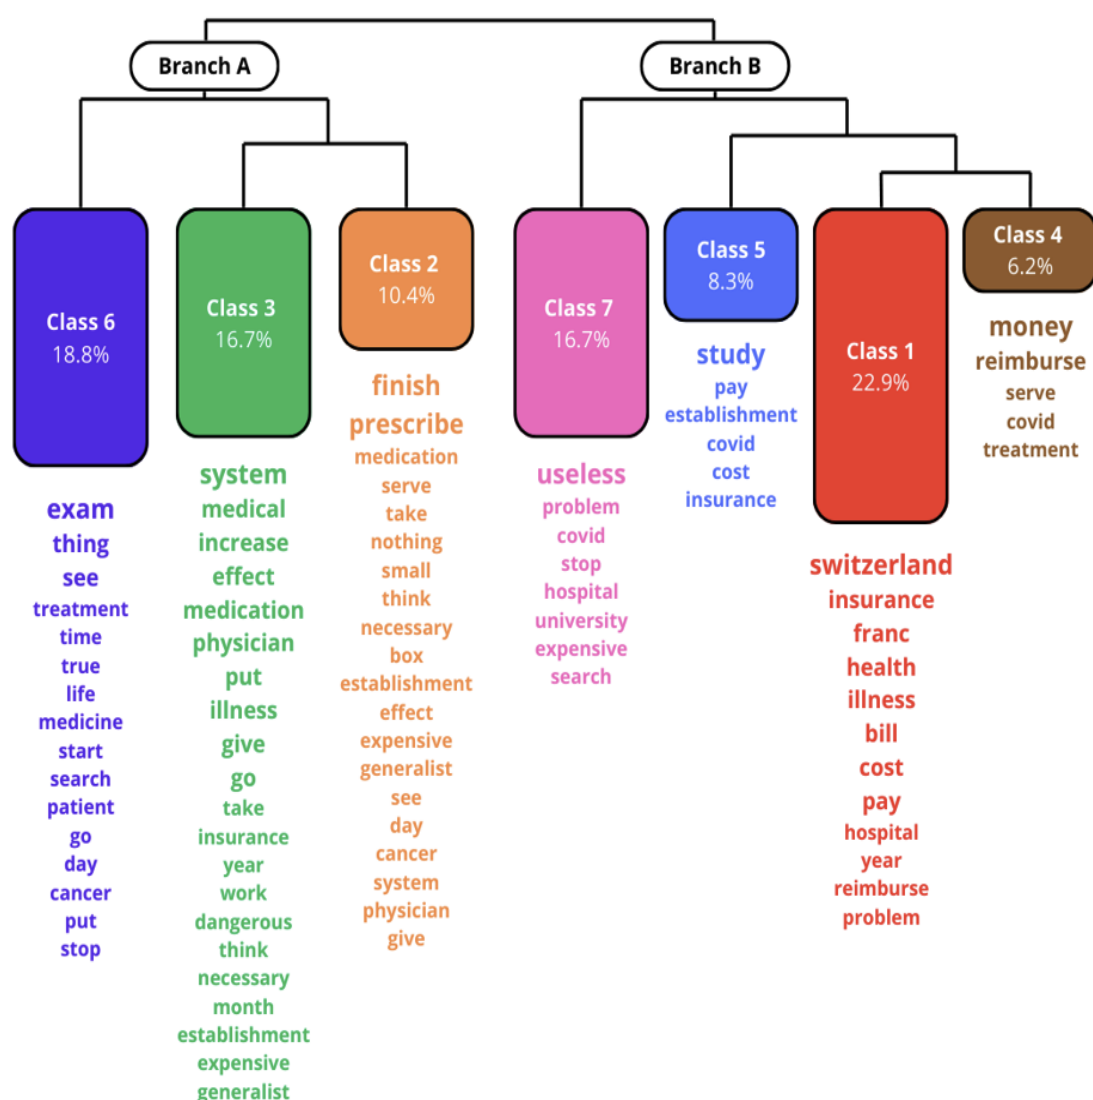 Branch A
Branch B
Class 6
18.8%
exam
thing
see
treatment
time
true
life
medicine
start
search
patient
go
day
cancer
put
stop
Class 3
16.7%
system
medical
increase
effect
medication
physician
put
illness
give
go
take
insurance
year
work
dangerous
think
necessary
month
establishment
expensive
generalist
Class 2
10.4%
finish
prescribe
medication
serve
take
nothing
small
think
necessary
box
establishment
effect
expensive
generalist
see
day
cancer
system
physician
give
Class 7
16.7%
useless
problem
covid
stop
hospital
university
expensive
search
Class 5
8.3%
study
pay
establishment
covid
cost
insurance
Class 1
22.9%
switzerland
insurance
franc
health
illness
bill
cost
pay
hospital
year
reimburse
problem
Class 4
6.2%
money
reimburse
serve
covid
treatment